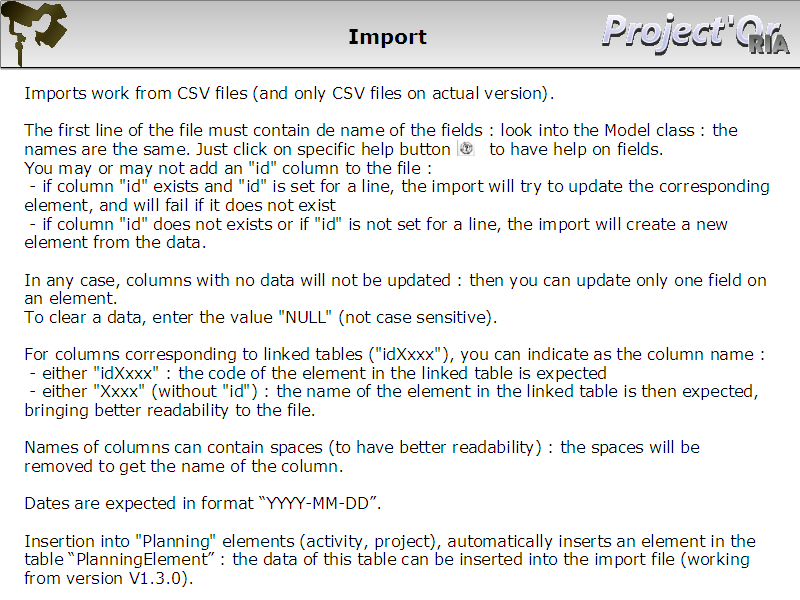 Import
Project'Or
RIA
Imports work from CSV files (and only CSV files on actual version).
The first line of the file must contain de name of the fields : look into the Model class : the
names are the same. Just click on specific help button to have help on fields.
You may or may not add an "id" column to the file :
- if column "id" exists and "id" is set for a line, the import will try to update the corresponding
element, and will fail if it does not exist
- if column "id" does not exists or if "id" is not set for a line, the import will create a new
element from the data.
In any case, columns with no data will not be updated : then you can update only one field on
an element.
To clear a data, enter the value "NULL" (not case sensitive).
For columns corresponding to linked tables ("idXxxx"), you can indicate as the column name :
- either "idXxxx" : the code of the element in the linked table is expected
- either "Xxxx" (without "id") : the name of the element in the linked table is then expected,
bringing better readability to the file.
Names of columns can contain spaces (to have better readability) : the spaces will be
removed to get the name of the column.
Dates are expected in format “YYYY-MM-DD”.
Insertion into "Planning" elements (activity, project), automatically inserts an element in the
table “PlanningElement” : the data of this table can be inserted into the import file (working
from version V1.3.0).